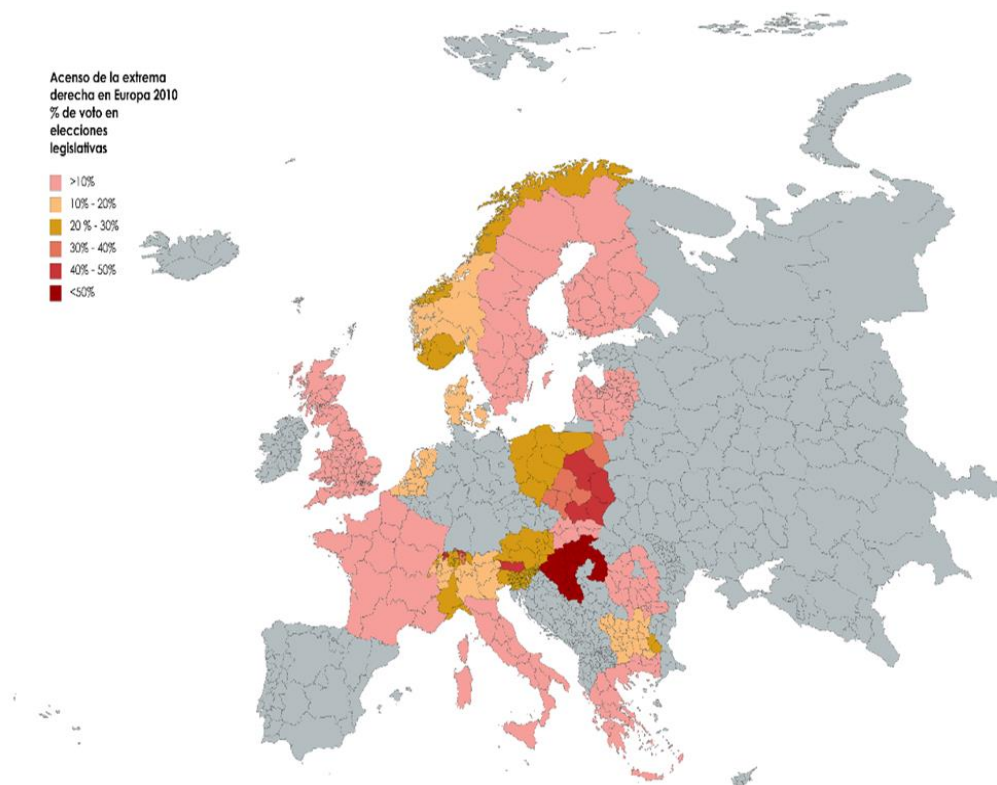 Acenso de la extrema
derecha en Europa 2010
% de voto en
elecciones
legislativas
>10%
10% - 20%
20 % - 30%
30% - 40%
40% - 50%
<50%